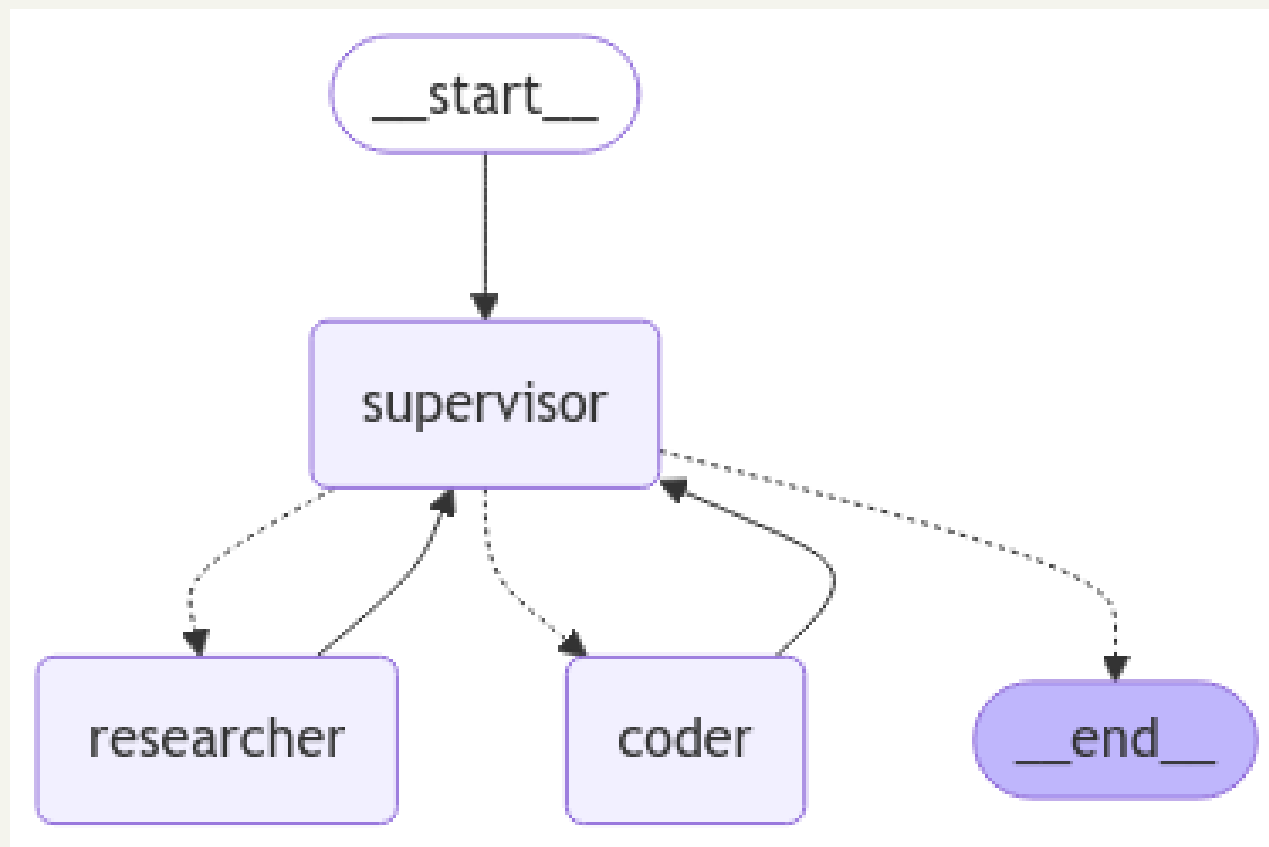 __start__
supervisor
researcher
coder
__end__